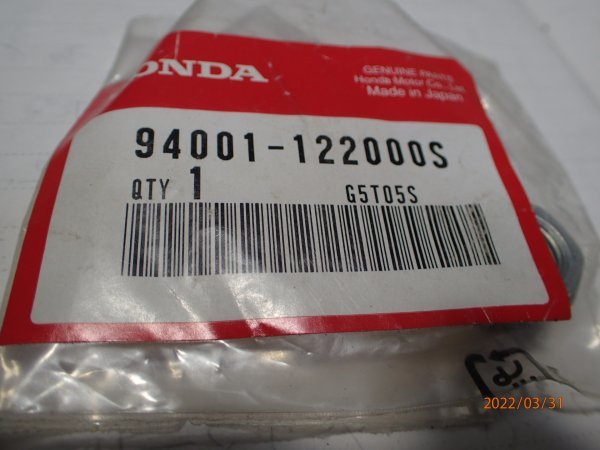 HONDA
GENUINE PARTS
Honda Motor Co., Ltd.
Made in Japan
94001-122000S
QTY 1 G5T05S
2022/03/31